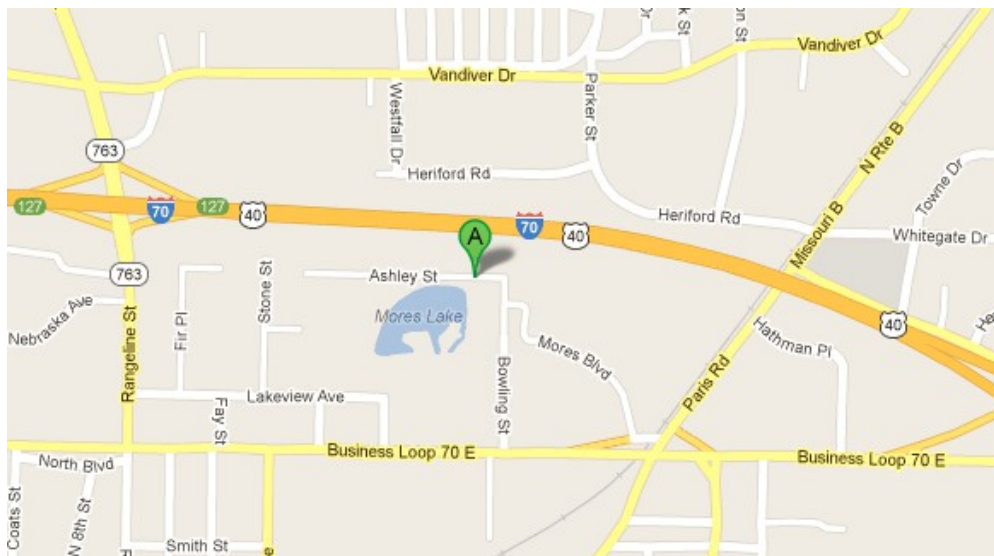 Vandiver Dr
Vandiver Dr
Westfall Dr
Parker St
N Rte B
763
Heriford Rd
Towne Dr
127
70
127
40
Heriford Rd
70
40
Whitegate Dr
Missouri B
A
763
Ashley St
Stone St
Nebraska Ave
Fir Pl
Mores Lake
40
Rangeline St
Mores Blvd
Hathman Pl
Bowling St
Paris Rd
Lakeview Ave
Fay St
Business Loop 70 E
Business Loop 70 E
North Blvd
Coats St
N 8th St
Smith St